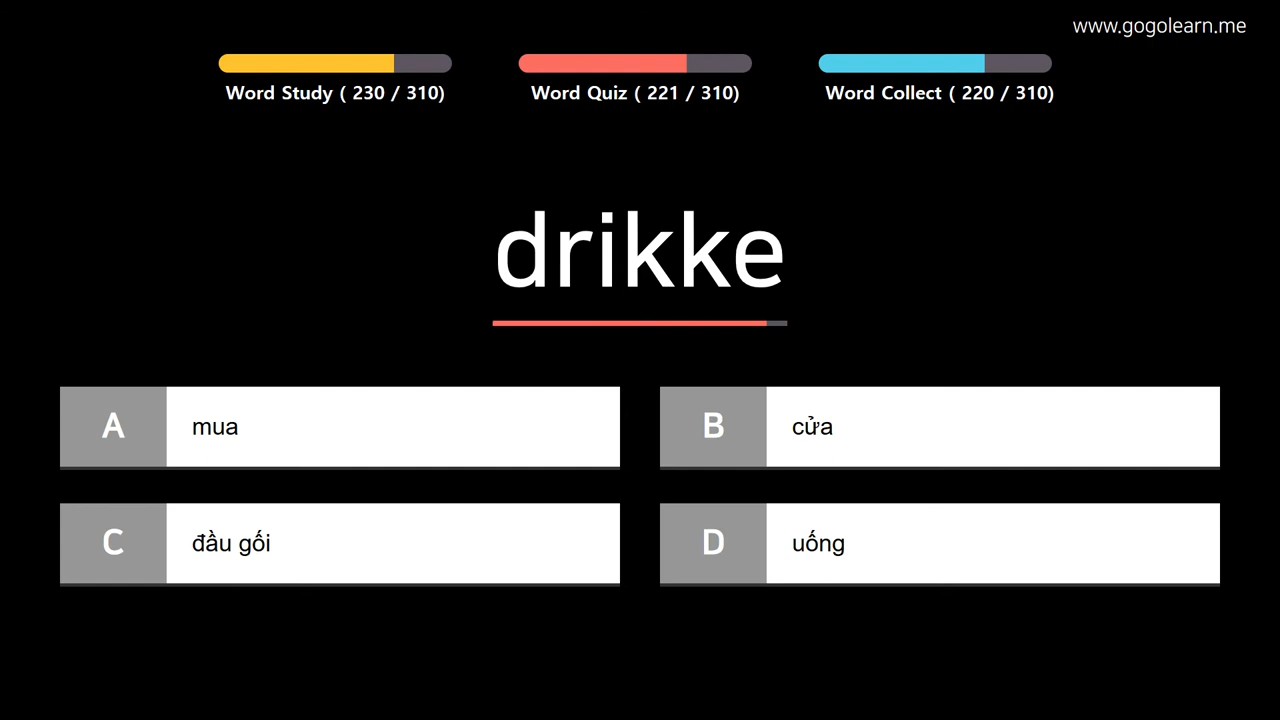 www.gogolearn.me
Word Study ( 230 / 310)
Word Quiz ( 221 / 310)
Word Collect ( 220 / 310)
drikke
A mua
B cửa
C đầu gối
D uống